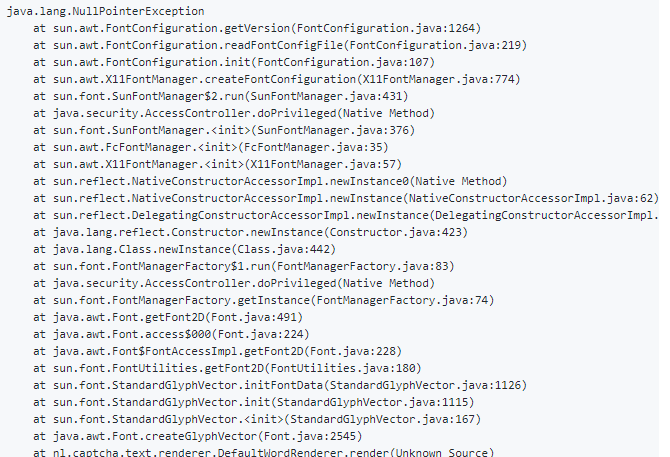 java.lang.NullPointerException
at sun.awt.FontConfiguration.getVersion(FontConfiguration.java:1264)
at sun.awt.FontConfiguration.readFontConfigFile(FontConfiguration.java:219)
at sun.awt.FontConfiguration.init(FontConfiguration.java:107)
at sun.awt.X11FontManager.createFontConfiguration(X11FontManager.java:774)
at sun.font.SunFontManager$2.run(SunFontManager.java:431)
at java.security.AccessController.doPrivileged(Native Method)
at sun.font.SunFontManager.<init>(SunFontManager.java:376)
at sun.awt.FcFontManager.<init>(FcFontManager.java:35)
at sun.awt.X11FontManager.<init>(X11FontManager.java:57)
at sun.reflect.NativeConstructorAccessorImpl.newInstance0(Native Method)
at sun.reflect.NativeConstructorAccessorImpl.newInstance(NativeConstructorAccessorImpl.java:62)
at sun.reflect.DelegatingConstructorAccessorImpl.newInstance(DelegatingConstructorAccessorImpl.
at java.lang.reflect.Constructor.newInstance(Constructor.java:423)
at java.lang.Class.newInstance(Class.java:442)
at sun.font.FontManagerFactory$1.run(FontManagerFactory.java:83)
at java.security.AccessController.doPrivileged(Native Method)
at sun.font.FontManagerFactory.getInstance(FontManagerFactory.java:74)
at java.awt.Font.getFont2D(Font.java:491)
at java.awt.Font.access$000(Font.java:224)
at java.awt.Font$FontAccessImpl.getFont2D(Font.java:228)
at sun.font.FontUtilities.getFont2D(FontUtilities.java:180)
at sun.font.StandardGlyphVector.initFontData(StandardGlyphVector.java:1126)
at sun.font.StandardGlyphVector.init(StandardGlyphVector.java:1115)
at sun.font.StandardGlyphVector.<init>(StandardGlyphVector.java:167)
at java.awt.Font.createGlyphVector(Font.java:2545)
at nl.captcha.text.renderer.DefaultWordRenderer.render(Unknown Source)